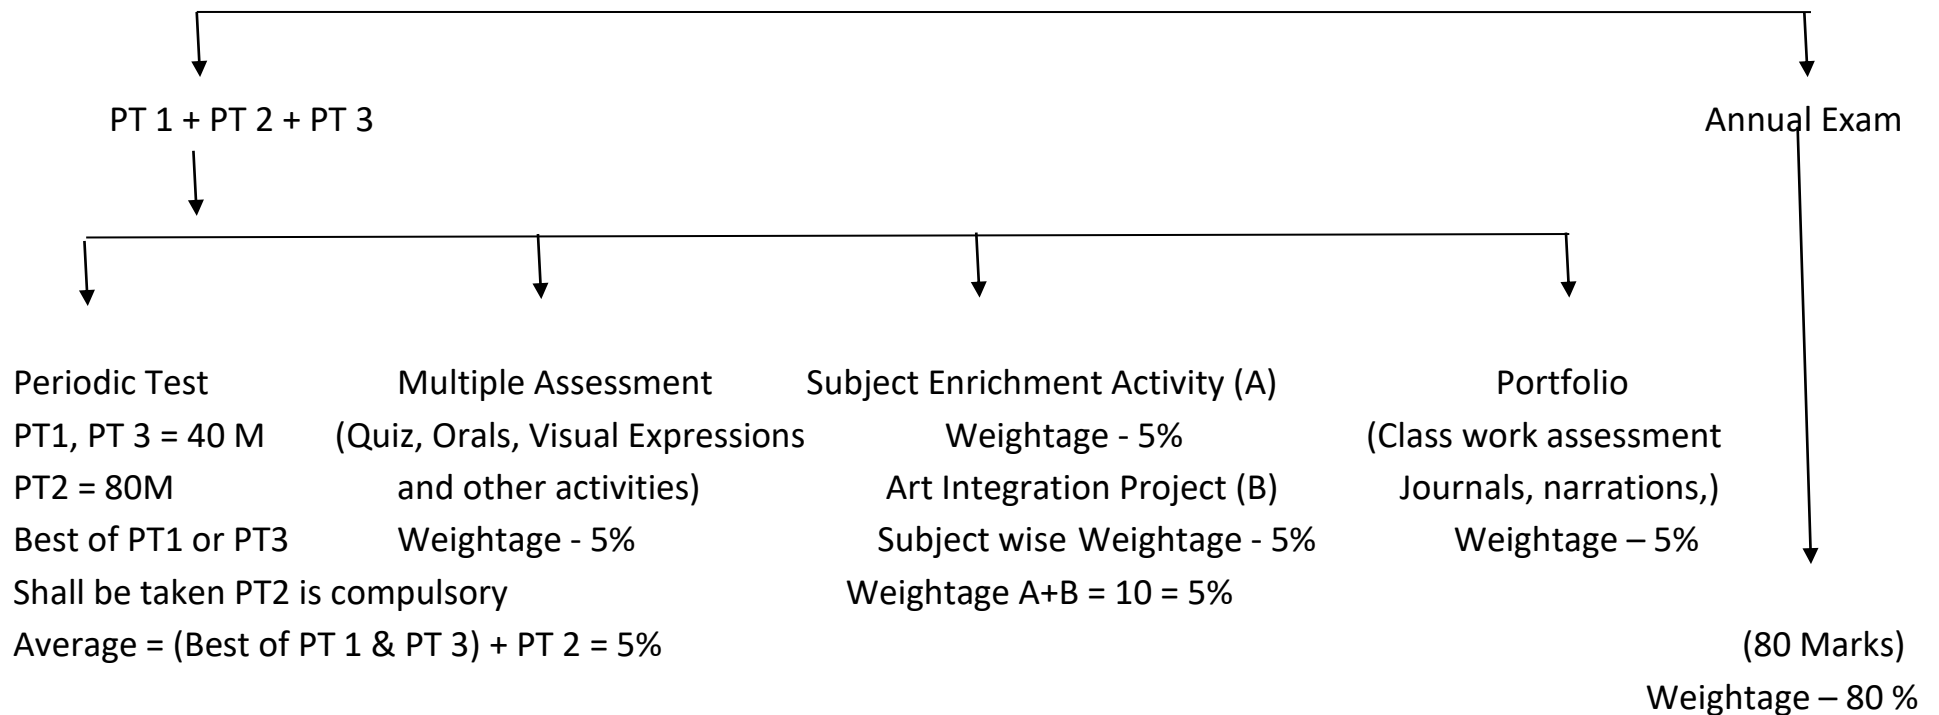 PT 1 + PT 2 + PT 3
Annual Exam
Periodic Test
PT1, PT 3 = 40 M
PT2 = 80M
Best of PT1 or PT3
Shall be taken PT2 is compulsory
Average = (Best of PT 1 & PT 3) + PT 2 = 5%
Multiple Assessment
(Quiz, Orals, Visual Expressions
and other activities)
Weightage - 5%
Subject Enrichment Activity (A)
Weightage - 5%
Art Integration Project (B)
Subject wise Weightage - 5%
Weightage A+B = 10 = 5%
Portfolio
(Class work assessment
Journals, narrations,)
Weightage – 5%
(80 Marks)
Weightage – 80 %